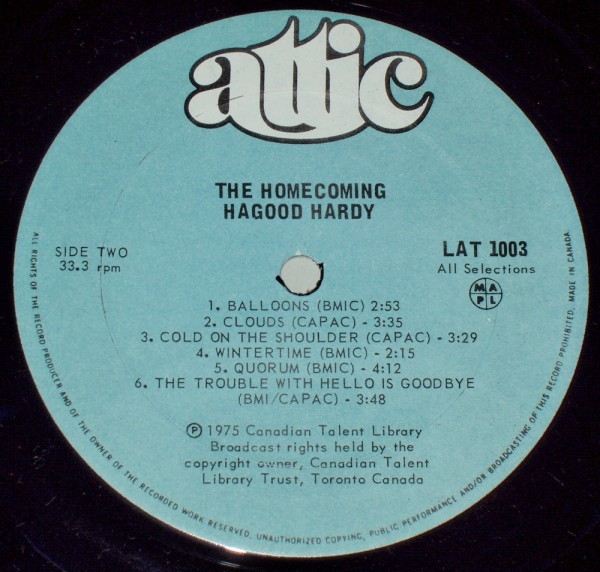 attic
THE HOMECOMING
HAGOOD HARDY
SIDE TWO
33.3 rpm
LAT 1003
All Selections
M A
P L
1. BALLOONS (BMIC) 2:53
2. CLOUDS (CAPAC) - 3:35
3. COLD ON THE SHOULDER (CAPAC) - 3:29
4. WINTERTIME (BMIC) - 2:15
5. QUORUM (BMIC) - 4:12
6. THE TROUBLE WITH HELLO IS GOODBYE
(BMI/CAPAC) - 3:48
Ⓟ 1975 Canadian Talent Library
Broadcast rights held by the
copyright owner, Canadian Talent
Library Trust, Toronto Canada
ALL RIGHTS OF THE RECORD PRODUCER AND OF THE OWNER OF THE RECORDED WORK RESERVED. UNAUTHORIZED COPYING, PUBLIC PERFORMANCE AND/OR BROADCASTING OF THIS RECORD PROHIBITED. MADE IN CANADA.